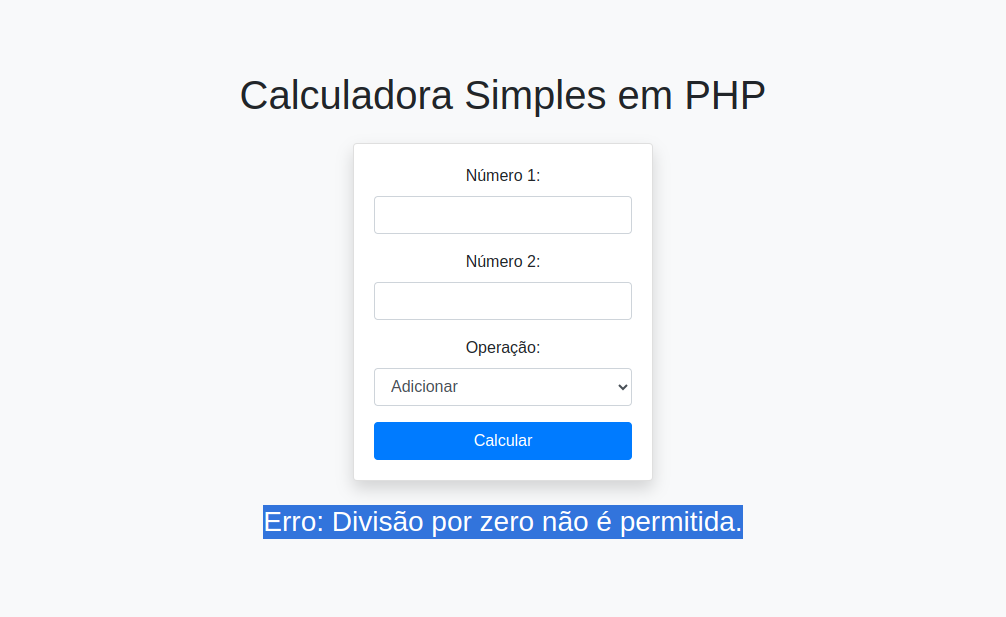 Calculadora Simples em PHP
Número 1:
Número 2:
Operação:
Adicionar
Calcular
Erro: Divisão por zero não é permitida.